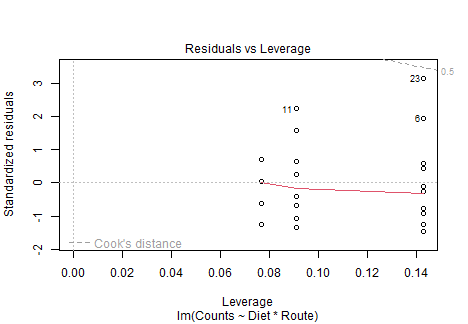 Residuals vs Leverage
Standardized residuals
3
2
1
0
-1
-2
23
11
6
0.5
Cook's distance
0.00 0.02 0.04 0.06 0.08 0.10 0.12 0.14
Leverage
lm(Counts ~ Diet * Route)